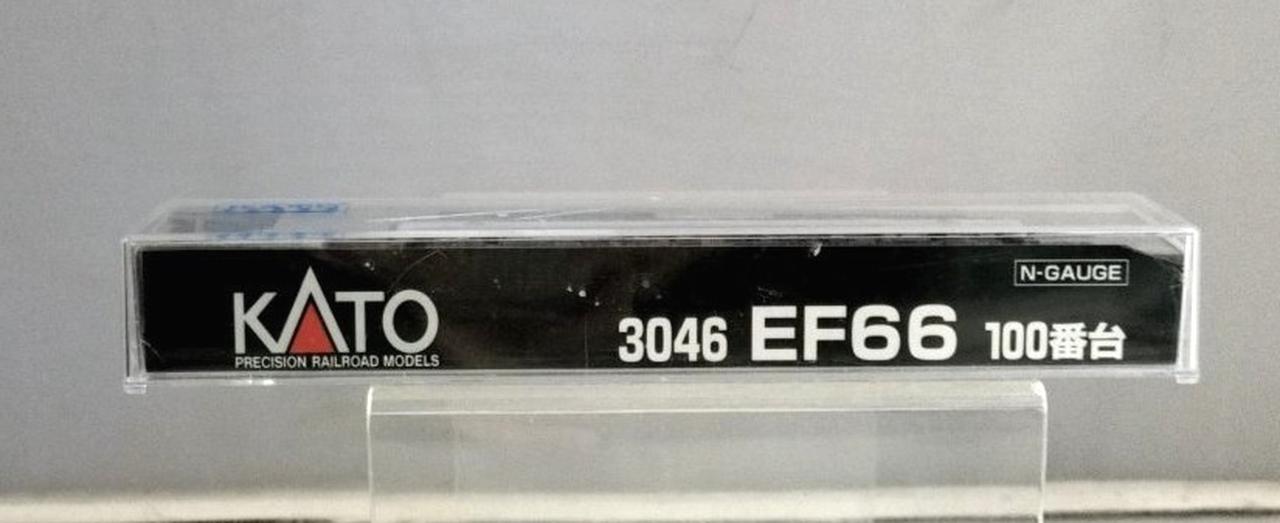 KATO
PRECISION RAILROAD MODELS
N-GAUGE
3046 EF66 100番台